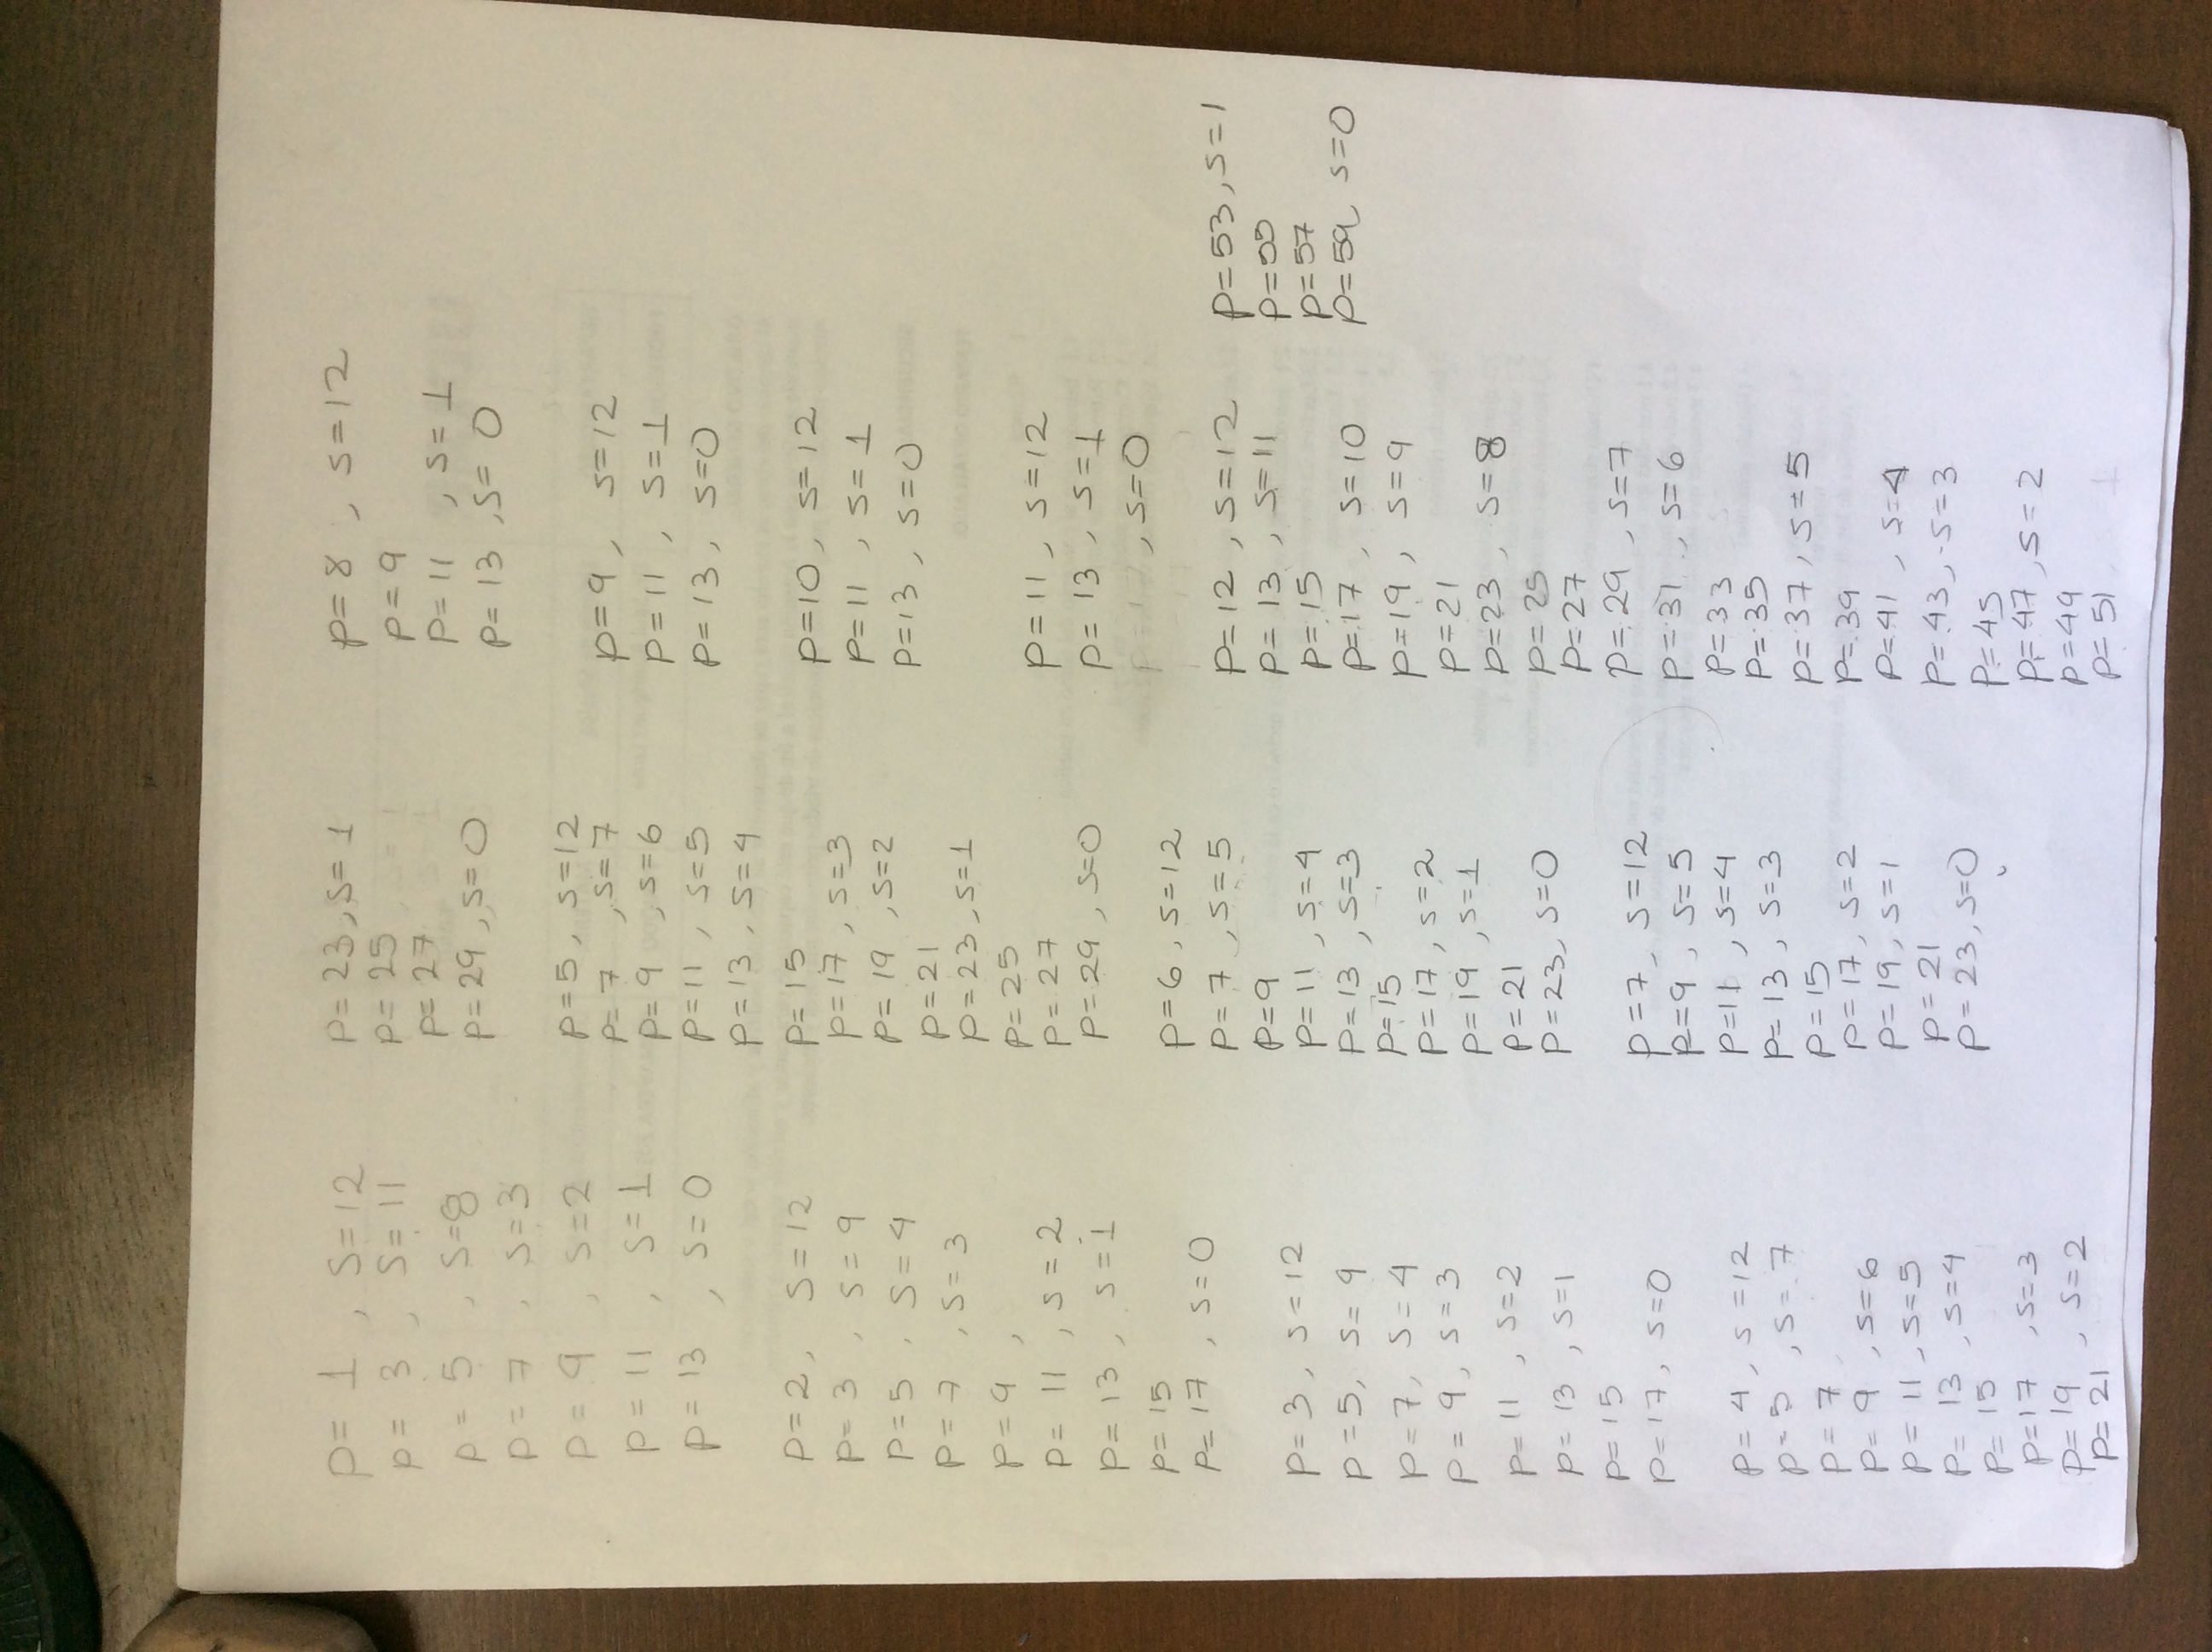 p= 1 , S=12
p= 3 , S=11
p= 5 , S=8
p= 7 , S=3
p= 9 , S=2
p= 11 , S=1
p= 13 , S=0
p=2, S=12
p= 3 , S=9
p=5 , S=4
p= 7 , S=3
p=9 ,
p= 11 , S=2
p=13 , S=1
p=15
p=17 , S=0
p=3, S=12
p=5, S=9
p=7, S=4
p=9, S=3
p=11 , S=2
p=13 , S=1
p=15
p=17, S=0
p=4, S=12
p=5 , S=7
p=7
p=9 , S=6
p=11 , S=5
p=13 , S=4
p=15
p=17 , S=3
p=19 , S=2
p=21
p=23, S=1
p=25
p=27
p=29, S=0
p=5, S=12
p=7 , S=7
p=9 , S=6
p=11 , S=5
p=13 , S=4
p=15
p=17 , S=3
p=19 , S=2
p=21
p=23, S=1
p=25
p=27
p=29, S=0
p=6, S=12
p=7 , S=5
p=9
p=11 , S=4
p=13 , S=3
p=15
p=17 , S=2
p=19 , S=1
p=21
p=23, S=0
p=7, S=12
p=9 , S=5
p=11 , S=4
p=13 , S=3
p=15
p=17, S=2
p=19, S=1
p=21
p=23, S=0
p=8 , S=12
p=9
p=11 , S=1
p=13 , S=0
p=9, S=12
p=11 , S=1
p=13, S=0
p=10, S=12
p=11 , S=1
p=13, S=0
p=11, S=12
p=13, S=1
p=17, S=0
p=12, S=12
p=13 , S=11
p=15
p=17 , S=10
p=19 , S=9
p=21
p=23 , S=8
p=25
p=27
p=29 , S=7
p=31 , S=6
p=33
p=35
p=37, S=5
p=39
p=41 , S=4
p=43, S=3
p=45
p=47, S=2
p=49
p=51
p=53, S=1
p=55
p=57
p=59, S=0